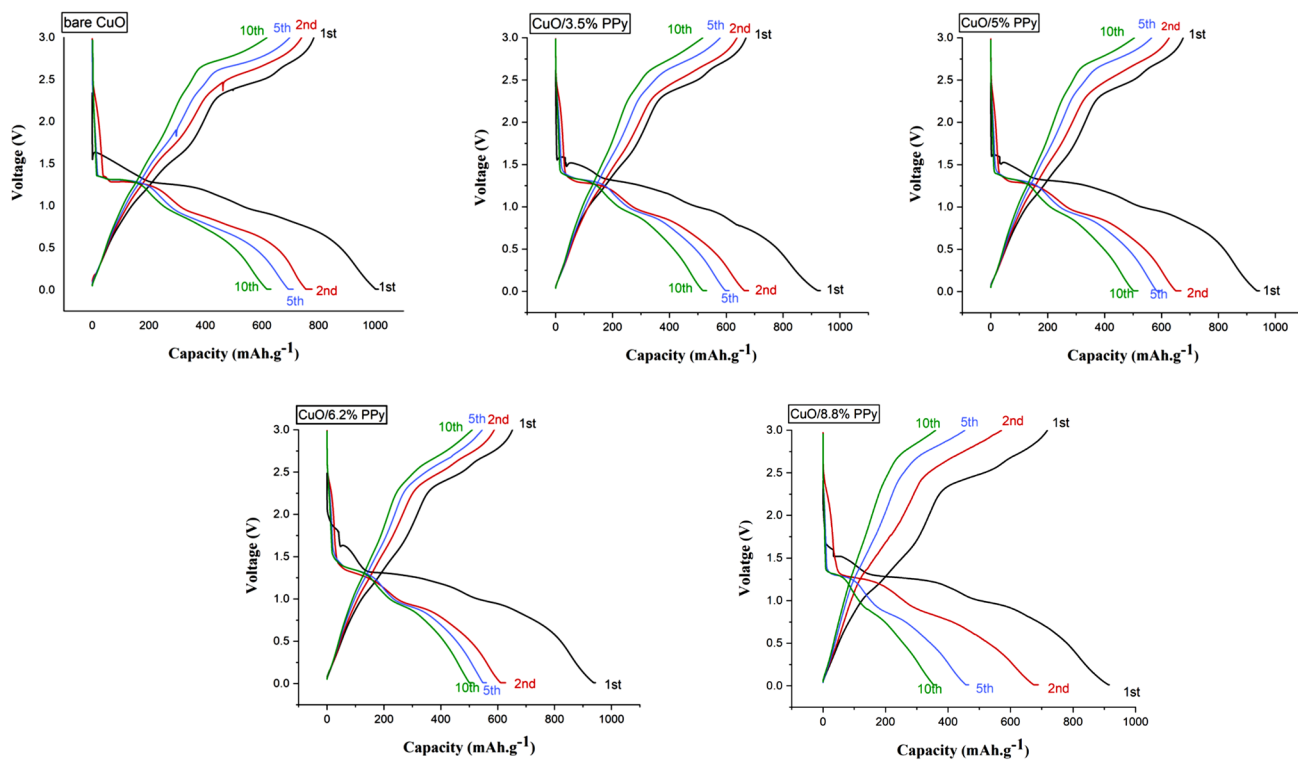 bare CuO
10th 5th 2nd 1st
3.0
2.5
2.0
1.5
1.0
0.5
0.0
Voltage (V)
10th 5th 2nd 1st
0 200 400 600 800 1000
Capacity (mAh.g-1)
CuO/3.5% PPy
10th 5th 2nd 1st
3.0
2.5
2.0
1.5
1.0
0.5
0.0
Voltage (V)
10th 5th 2nd 1st
0 200 400 600 800 1000
Capacity (mAh.g-1)
CuO/5% PPy
10th 5th 2nd 1st
3.0
2.5
2.0
1.5
1.0
0.5
0.0
Voltage (V)
10th 5th 2nd 1st
0 200 400 600 800 1000
Capacity (mAh.g-1)
CuO/6.2% PPy
10th 5th 2nd 1st
3.0
2.5
2.0
1.5
1.0
0.5
0.0
Voltage (V)
10th 5th 2nd 1st
0 200 400 600 800 1000
Capacity (mAh.g-1)
CuO/8.8% PPy
10th 5th 2nd 1st
3.0
2.5
2.0
1.5
1.0
0.5
0.0
Volatge (V)
10th 5th 2nd 1st
0 200 400 600 800 1000
Capacity (mAh.g-1)